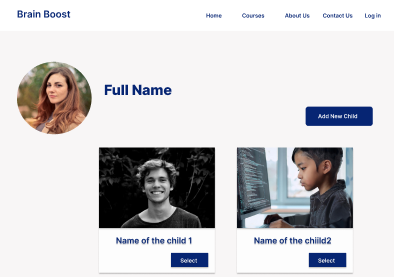 Brain Boost
Home Courses About Us Contact Us Log in
Full Name
Add New Child
Name of the child 1 Name of the chiild2
Select Select